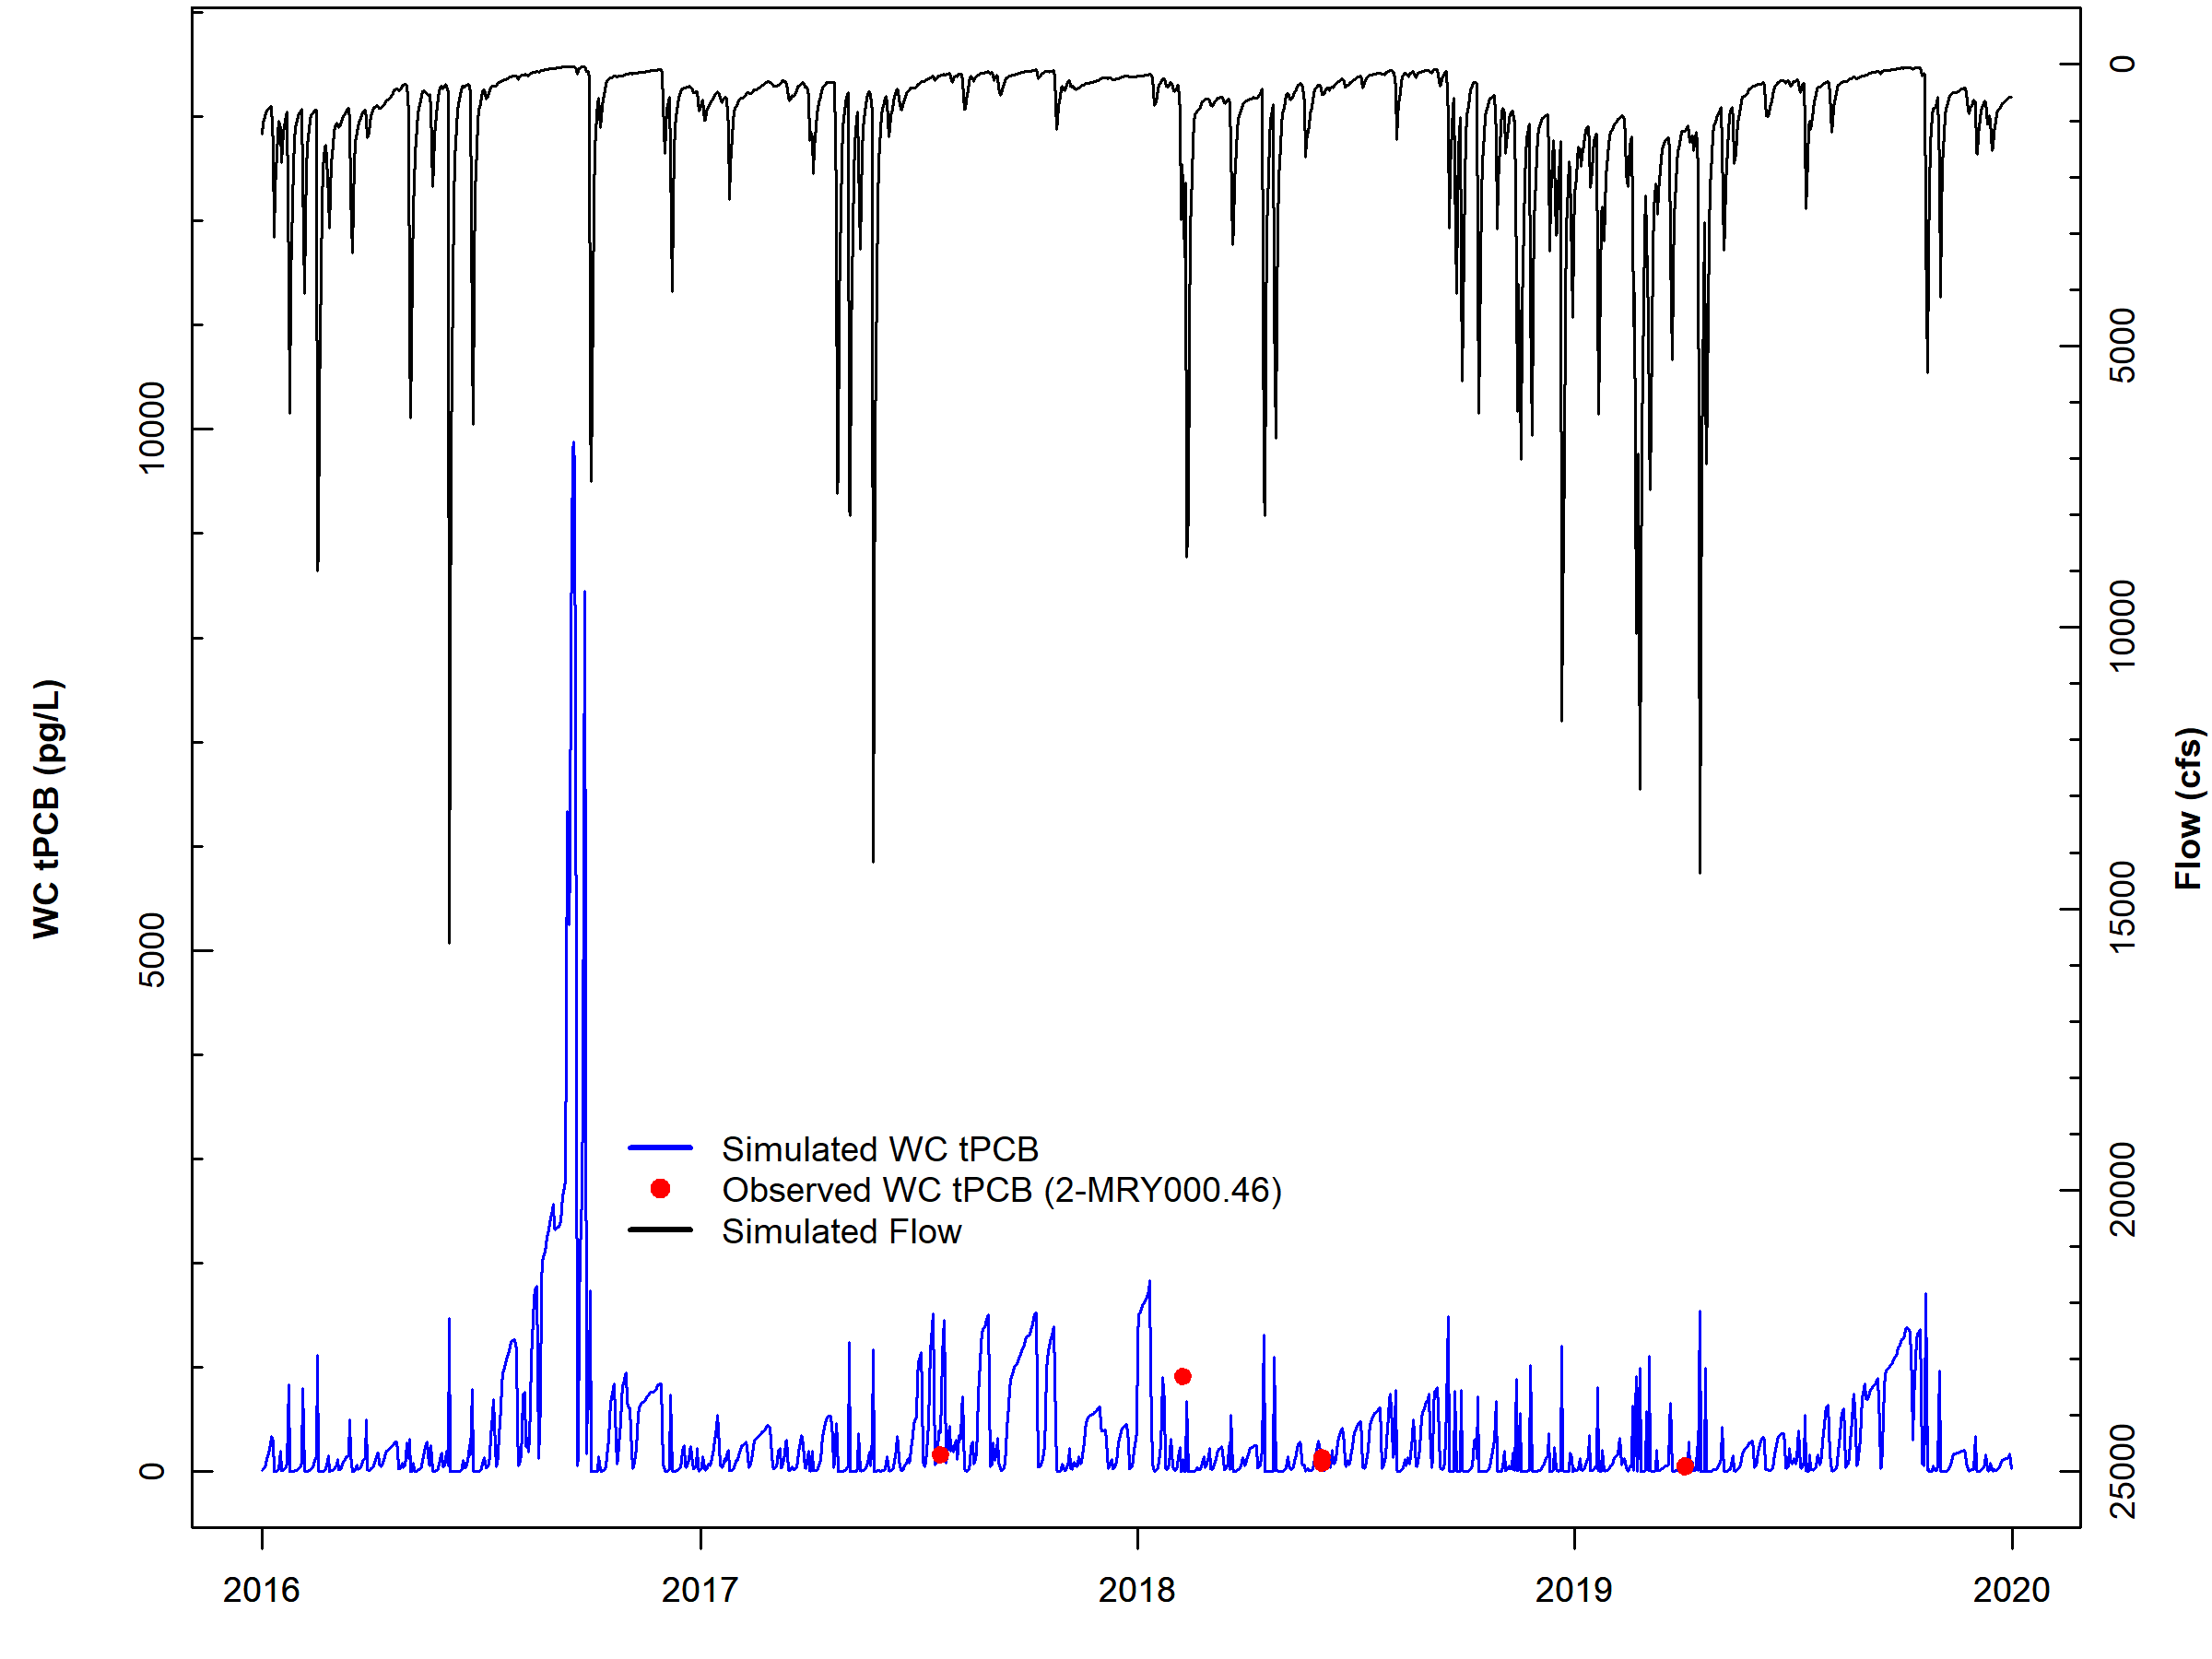 WC tPCB (pg/L)
0
5000
10000
Simulated WC tPCB
Observed WC tPCB (2-MRY000.46)
Simulated Flow
0
5000
10000
15000
20000
25000
Flow (cfs)
2016
2017
2018
2019
2020